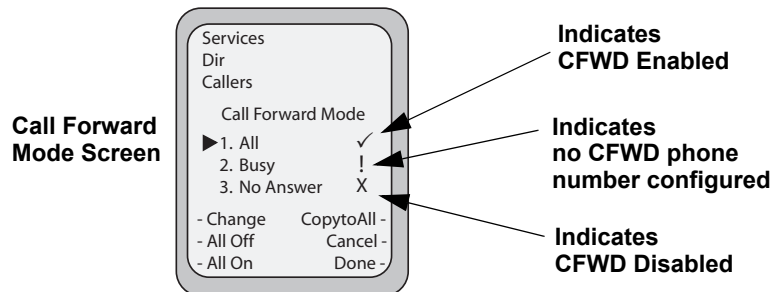 Call Forward
Mode Screen
Services
Dir
Callers
Call Forward Mode
1. All ✓
2. Busy !
3. No Answer X
- Change CopytoAll -
- All Off Cancel -
- All On Done -
Indicates
CFWD Enabled
Indicates
no CFWD phone
number configured
Indicates
CFWD Disabled